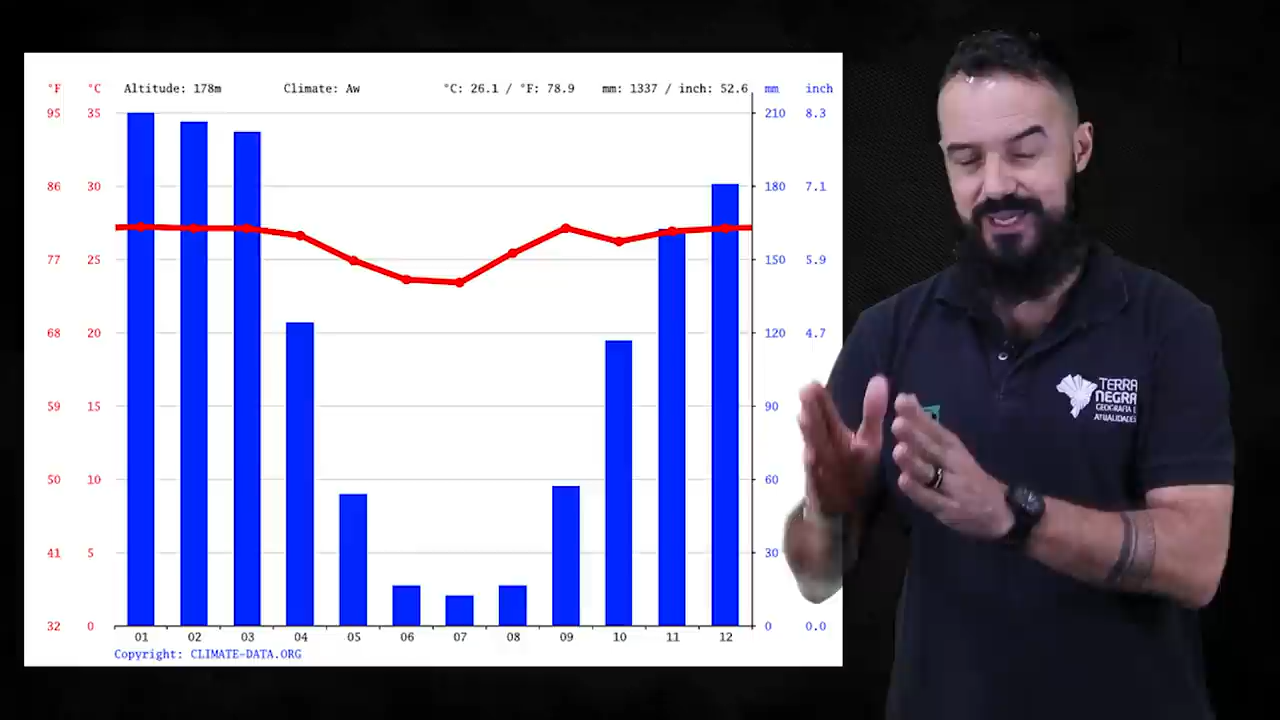 °F °C Altitude: 178m Climate: Aw °C: 26.1 / °F: 78.9 mm: 1337 / inch: 52.6 mm inch
95 35 210 8.3
86 30 180 7.1
77 25 150 5.9
68 20 120 4.7
59 15 90
50 10 60
41 5 30
32 0 0 0.0
01 02 03 04 05 06 07 08 09 10 11 12
Copyright: CLIMATE-DATA.ORG
TERRA
NEGRA
GEOGRAFIA E
ATUALIDADES